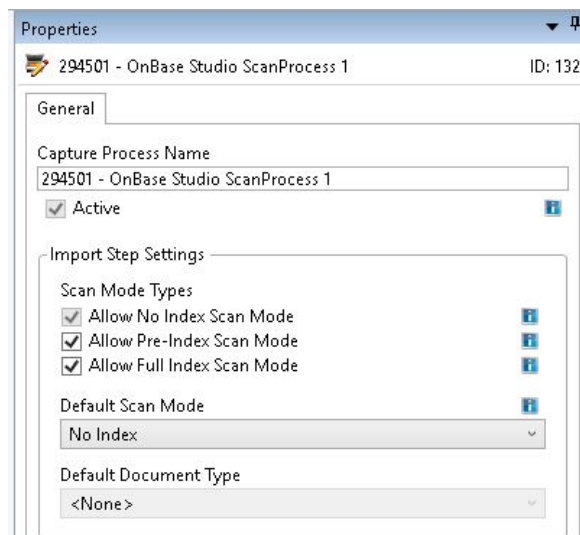 Properties
294501 - OnBase Studio ScanProcess 1 ID: 132
General
Capture Process Name
294501 - OnBase Studio ScanProcess 1
Active
Import Step Settings
Scan Mode Types
Allow No Index Scan Mode
Allow Pre-Index Scan Mode
Allow Full Index Scan Mode
Default Scan Mode
No Index
Default Document Type
<None>